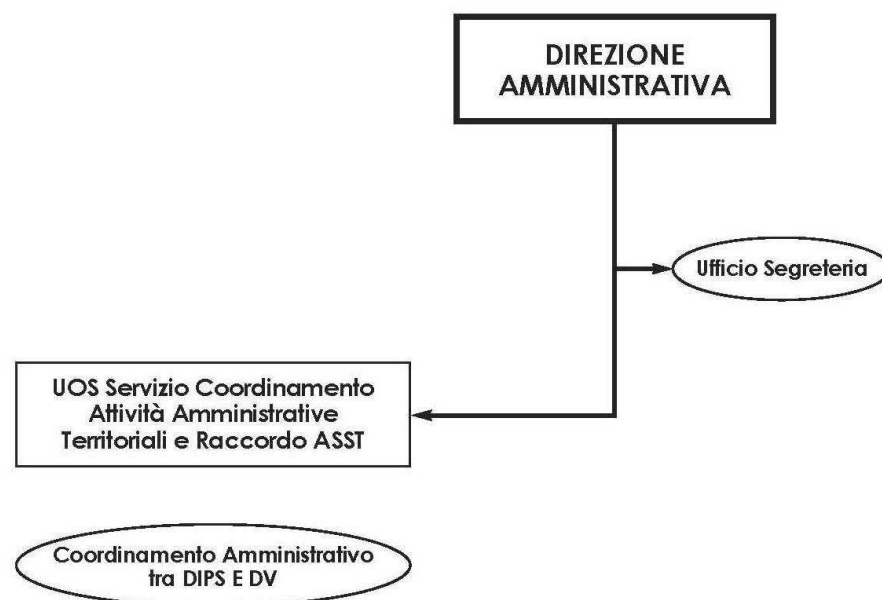 DIREZIONE
AMMINISTRATIVA
Ufficio Segreteria
UOS Servizio Coordinamento
Attività Amministrative
Territoriali e Raccordo ASST
Coordinamento Amministrativo
tra DIPS E DV